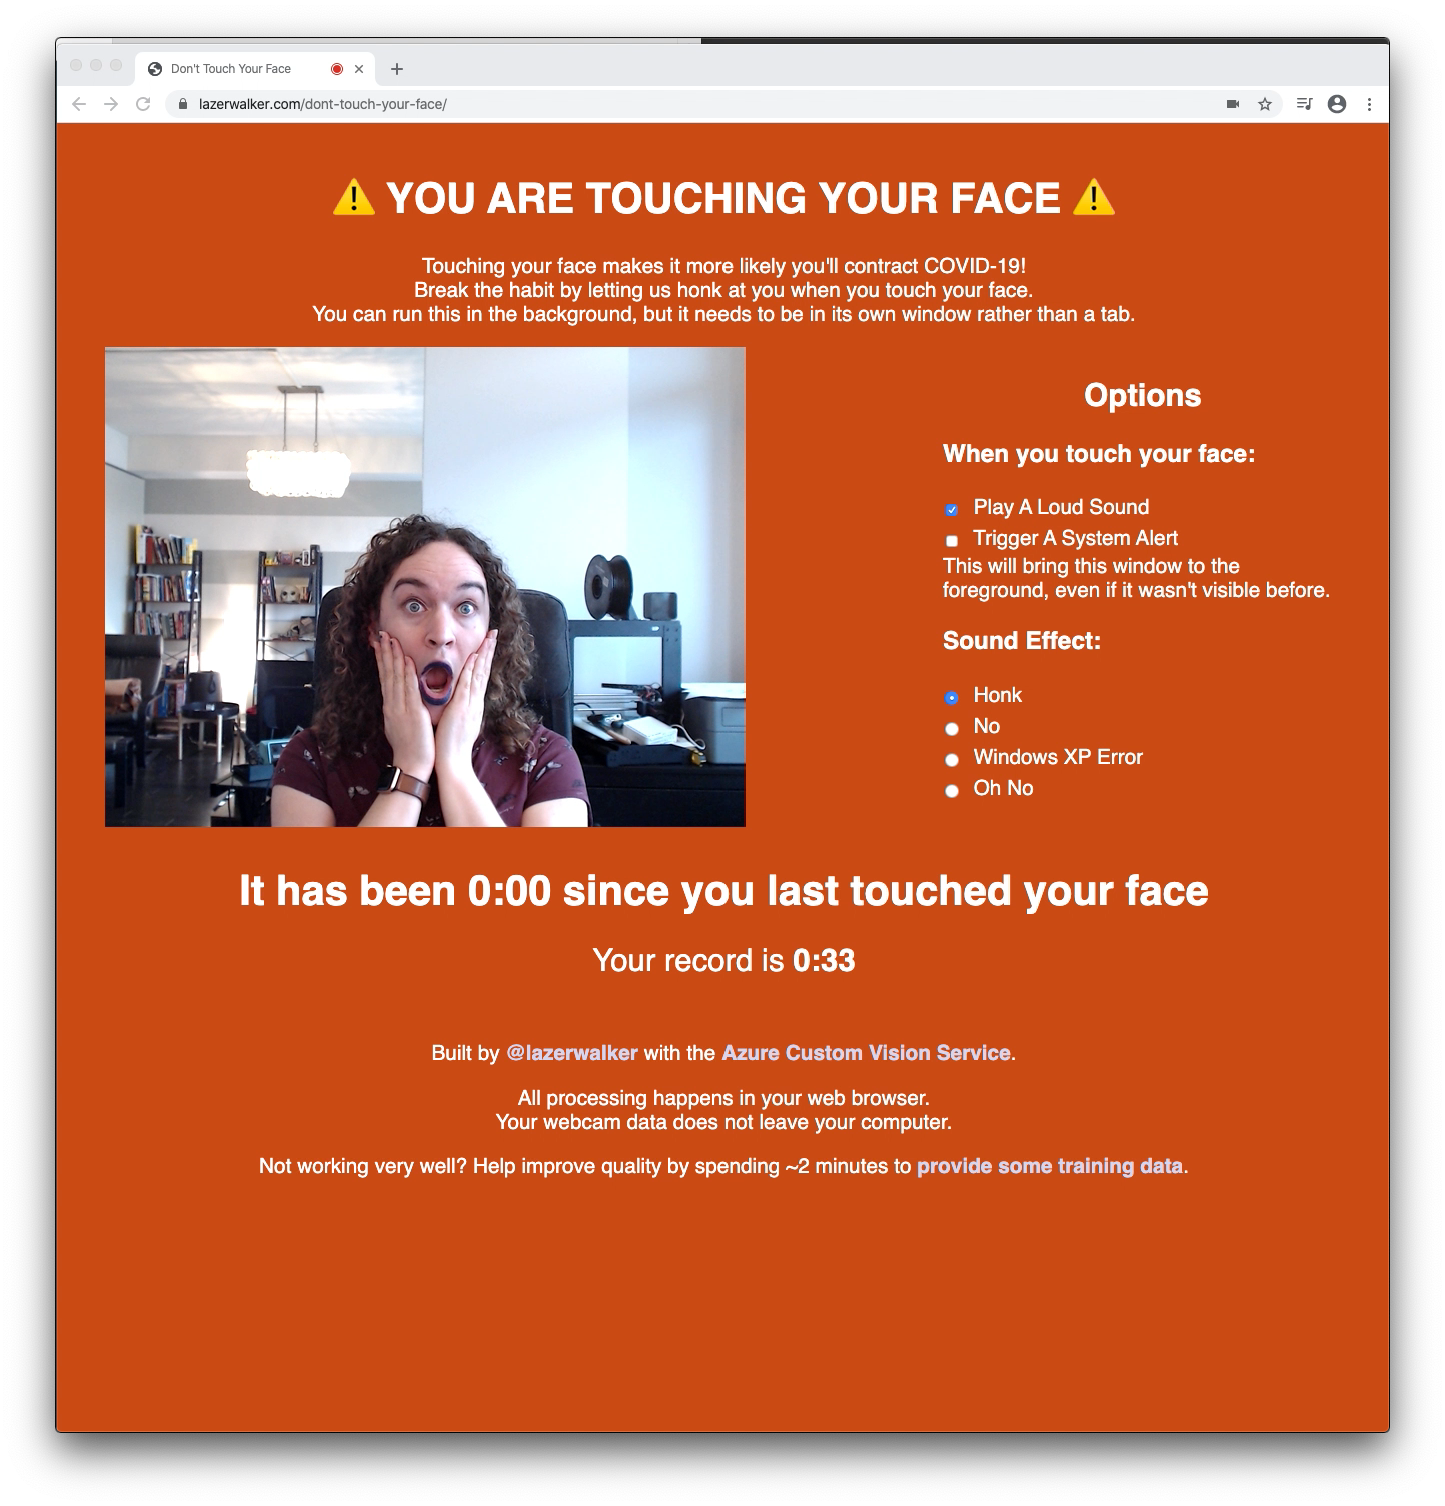 Don't Touch Your Face
lazerwalker.com/dont-touch-your-face/
⚠️ YOU ARE TOUCHING YOUR FACE ⚠️
Touching your face makes it more likely you'll contract COVID-19!
Break the habit by letting us honk at you when you touch your face.
You can run this in the background, but it needs to be in its own window rather than a tab.
Options
When you touch your face:
Play A Loud Sound
Trigger A System Alert
This will bring this window to the
foreground, even if it wasn't visible before.
Sound Effect:
Honk
No
Windows XP Error
Oh No
It has been 0:00 since you last touched your face
Your record is 0:33
Built by @lazerwalker with the Azure Custom Vision Service.
All processing happens in your web browser.
Your webcam data does not leave your computer.
Not working very well? Help improve quality by spending ~2 minutes to provide some training data.